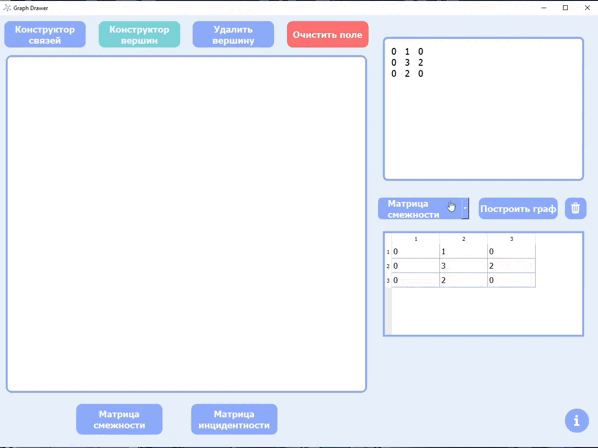 Graph Drawer
Конструктор
связей
Конструктор
вершин
Удалить
вершину
Очистить поле
0 1 0
0 3 2
0 2 0
Матрица
смежности
Построить граф
1 2 3
1 0 1 0
2 0 3 2
3 0 2 0
Матрица
смежности
Матрица
инцидентности
i